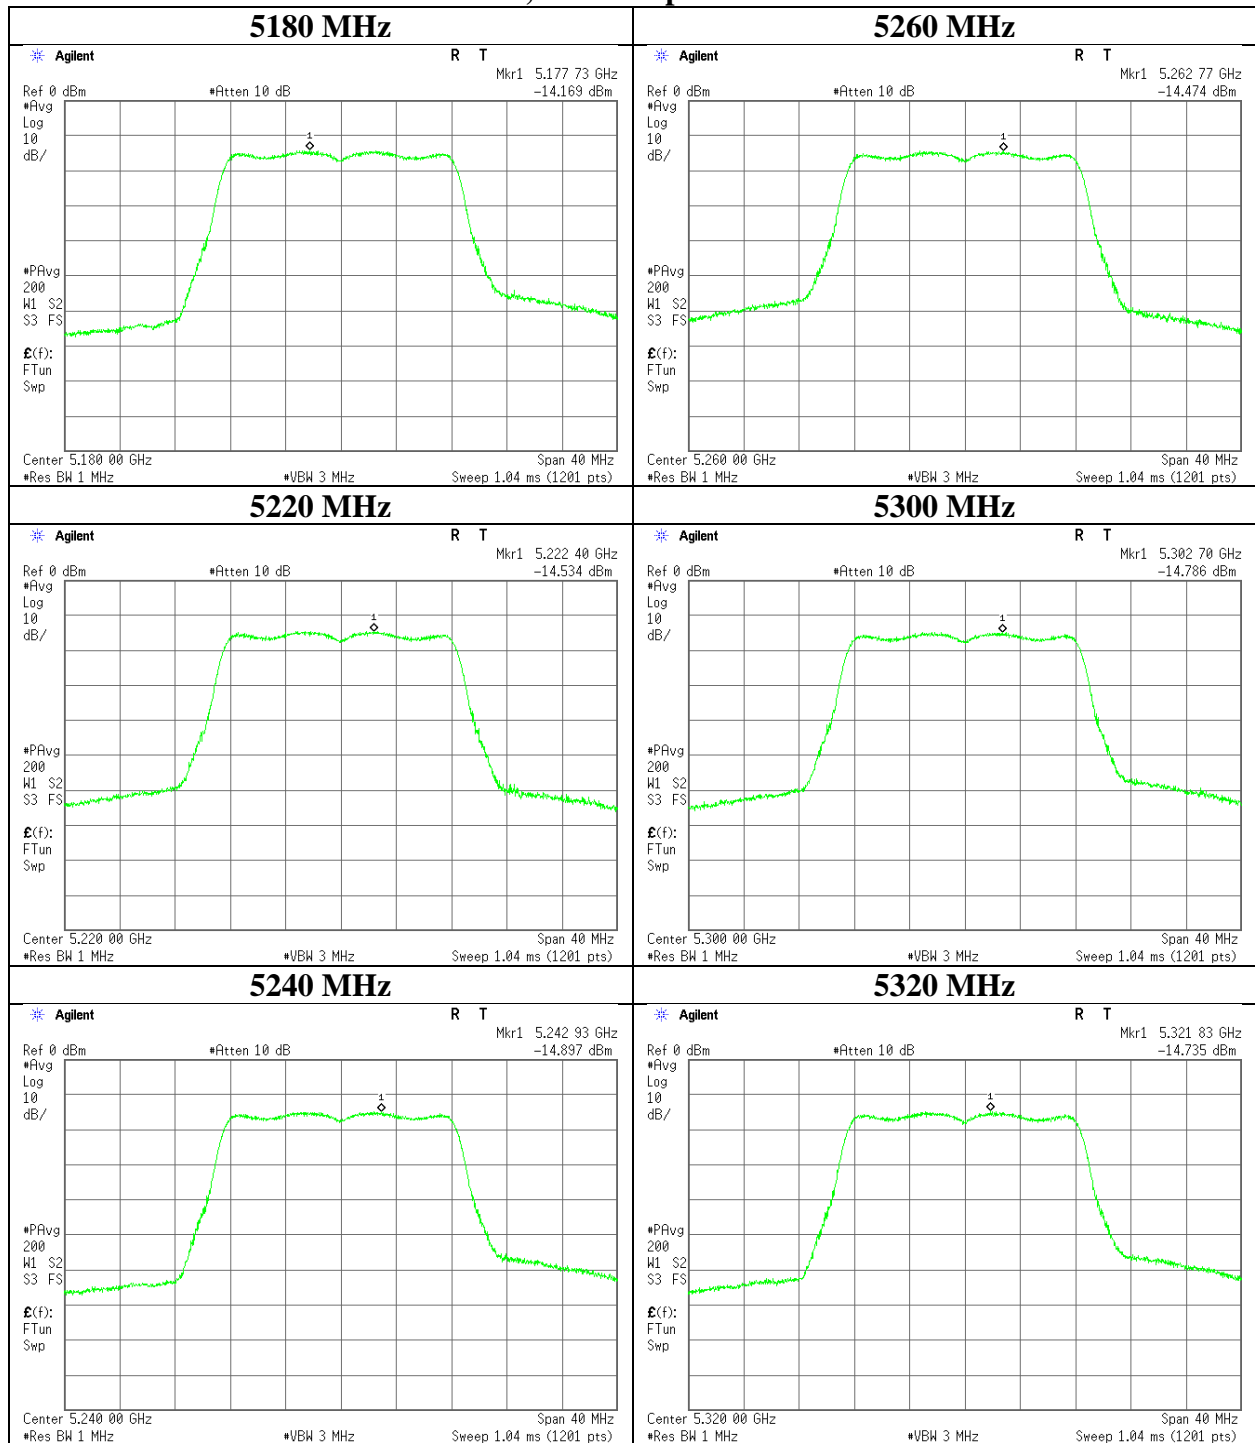 5180 MHz
Agilent R T
Mkr1 5.177 73 GHz
Ref 0 dBm #Atten 10 dB -14.169 dBm
#Avg
Log
10
dB/
1
#PAvg
200
W1 S2
S3 FS
£(f):
FTun
Swp
Center 5.180 00 GHz Span 40 MHz
#Res BW 1 MHz #VBW 3 MHz Sweep 1.04 ms (1201 pts)
5260 MHz
Agilent R T
Mkr1 5.262 77 GHz
Ref 0 dBm #Atten 10 dB -14.474 dBm
#Avg
Log
10
dB/
1
#PAvg
200
W1 S2
S3 FS
£(f):
FTun
Swp
Center 5.260 00 GHz Span 40 MHz
#Res BW 1 MHz #VBW 3 MHz Sweep 1.04 ms (1201 pts)
5220 MHz
Agilent R T
Mkr1 5.222 40 GHz
Ref 0 dBm #Atten 10 dB -14.534 dBm
#Avg
Log
10
dB/
1
#PAvg
200
W1 S2
S3 FS
£(f):
FTun
Swp
Center 5.220 00 GHz Span 40 MHz
#Res BW 1 MHz #VBW 3 MHz Sweep 1.04 ms (1201 pts)
5300 MHz
Agilent R T
Mkr1 5.302 70 GHz
Ref 0 dBm #Atten 10 dB -14.786 dBm
#Avg
Log
10
dB/
1
#PAvg
200
W1 S2
S3 FS
£(f):
FTun
Swp
Center 5.300 00 GHz Span 40 MHz
#Res BW 1 MHz #VBW 3 MHz Sweep 1.04 ms (1201 pts)
5240 MHz
Agilent R T
Mkr1 5.242 93 GHz
Ref 0 dBm #Atten 10 dB -14.897 dBm
#Avg
Log
10
dB/
1
#PAvg
200
W1 S2
S3 FS
£(f):
FTun
Swp
Center 5.240 00 GHz Span 40 MHz
#Res BW 1 MHz #VBW 3 MHz Sweep 1.04 ms (1201 pts)
5320 MHz
Agilent R T
Mkr1 5.321 83 GHz
Ref 0 dBm #Atten 10 dB -14.735 dBm
#Avg
Log
10
dB/
1
#PAvg
200
W1 S2
S3 FS
£(f):
FTun
Swp
Center 5.320 00 GHz Span 40 MHz
#Res BW 1 MHz #VBW 3 MHz Sweep 1.04 ms (1201 pts)